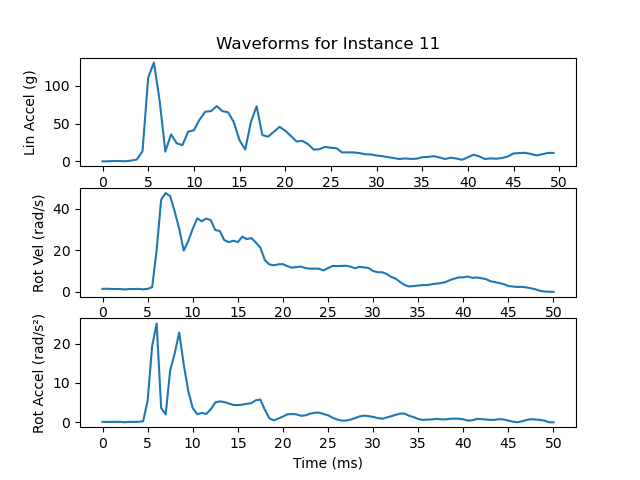 Waveforms for Instance 11
Lin Accel (g)
100
50
0
0 5 10 15 20 25 30 35 40 45 50
Rot Vel (rad/s)
40
20
0
0 5 10 15 20 25 30 35 40 45 50
Rot Accel (rad/s²)
20
10
0
0 5 10 15 20 25 30 35 40 45 50
Time (ms)